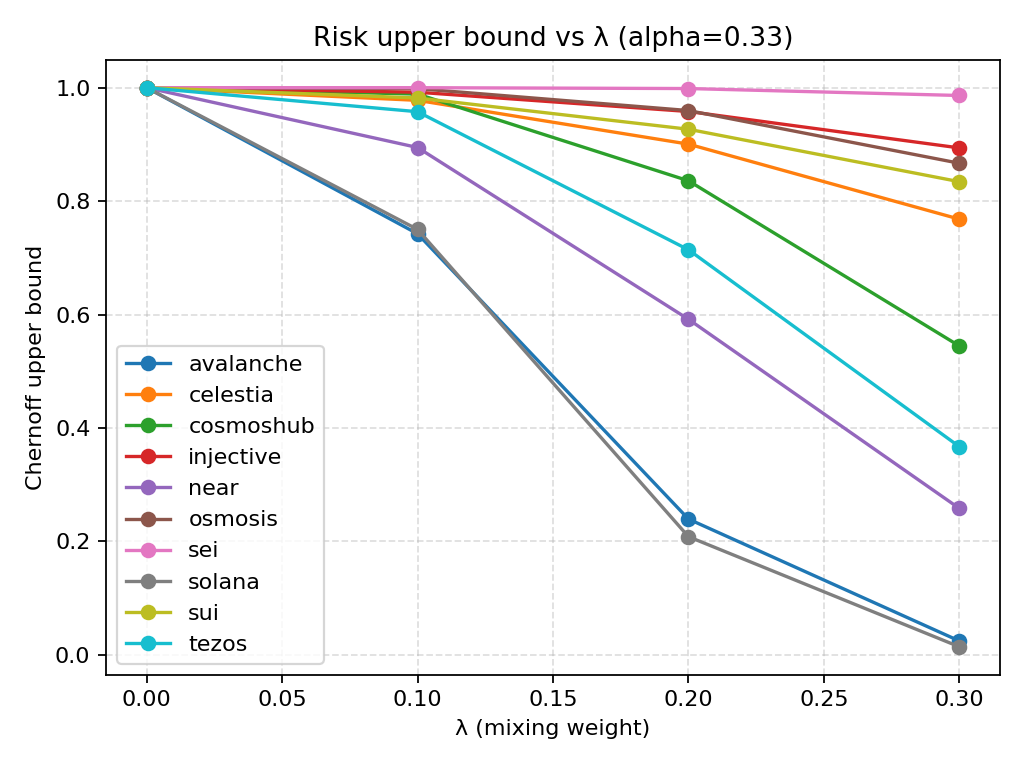 Risk upper bound vs λ (alpha=0.33)
Chernoff upper bound
1.0
0.8
0.6
0.4
0.2
0.0
avalanche
celestia
cosmoshub
injective
near
osmosis
sei
solana
sui
tezos
0.00 0.05 0.10 0.15 0.20 0.25 0.30
λ (mixing weight)